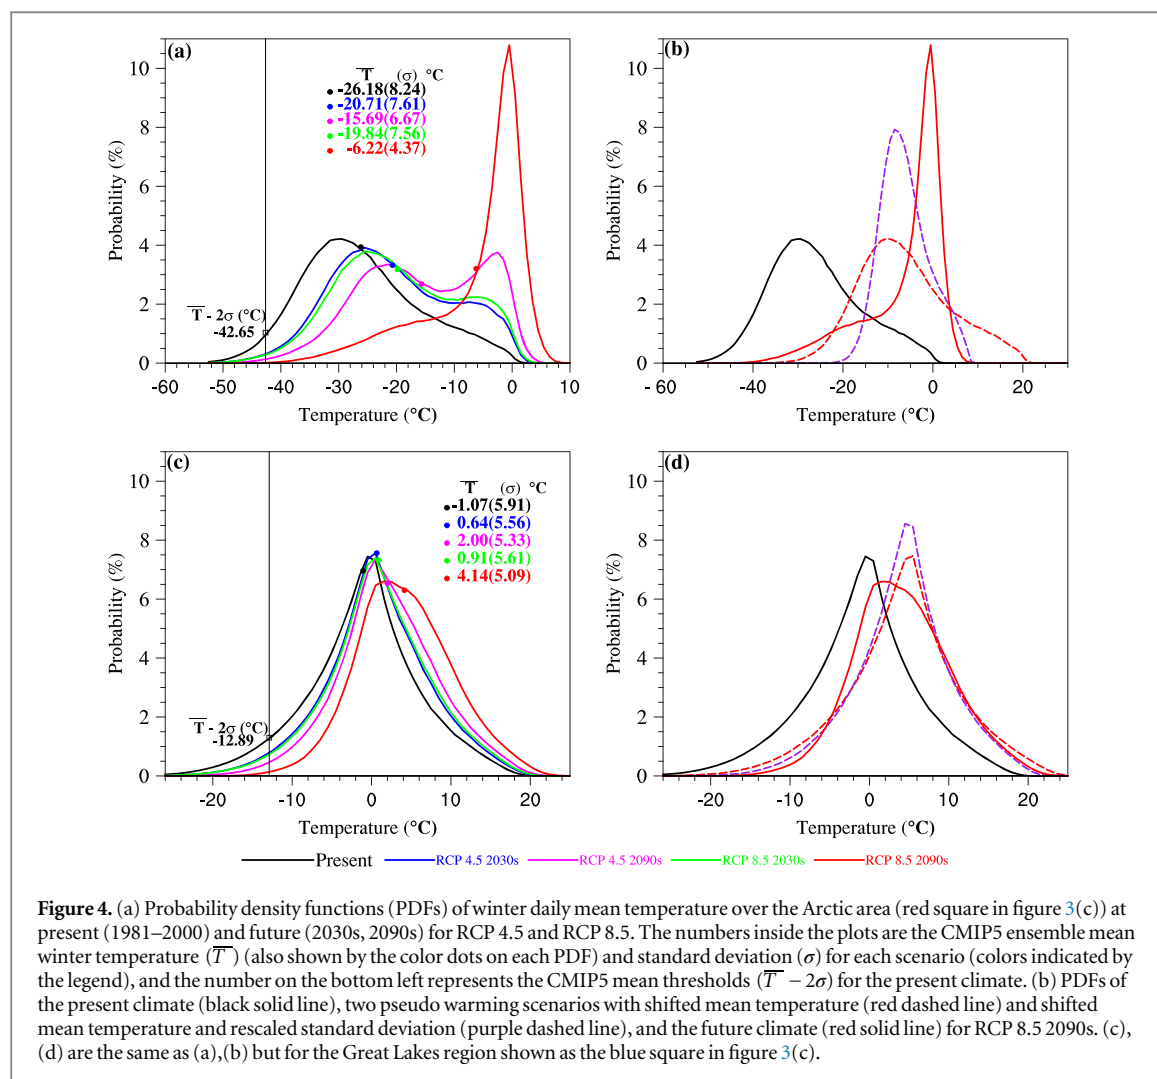 (a)
10
8
6
4
2
0
Probability (%)
T (σ) °C
-26.18(8.24)
-20.71(7.61)
-15.69(6.67)
-19.84(7.56)
-6.22(4.37)
T - 2σ (°C)
-42.65
-60 -50 -40 -30 -20 -10 0 10
Temperature (°C)
(b)
10
8
6
4
2
0
Probability (%)
- 60 -40 -20 0 20
Temperature (°C)
(c)
10
8
6
4
2
0
Probability (%)
T (σ) °C
-1.07(5.91)
0.64(5.56)
2.00(5.33)
0.91(5.61)
4.14(5.09)
T - 2σ (°C)
-12.89
-20 -10 0 10 20
Temperature (°C)
(d)
10
8
6
4
2
0
Probability (%)
-20 -10 0 10 20
Temperature (°C)
Present RCP 4.5 2030s RCP 4.5 2090s RCP 8.5 2030s RCP 8.5 2090s
Figure 4. (a) Probability density functions (PDFs) of winter daily mean temperature over the Arctic area (red square in figure 3(c)) at
present (1981–2000) and future (2030s, 2090s) for RCP 4.5 and RCP 8.5. The numbers inside the plots are the CMIP5 ensemble mean
winter temperature (T̅) (also shown by the color dots on each PDF) and standard deviation (σ) for each scenario (colors indicated by
the legend), and the number on the bottom left represents the CMIP5 mean thresholds (T̅ − 2σ) for the present climate. (b) PDFs of
the present climate (black solid line), two pseudo warming scenarios with shifted mean temperature (red dashed line) and shifted
mean temperature and rescaled standard deviation (purple dashed line), and the future climate (red solid line) for RCP 8.5 2090s. (c),
(d) are the same as (a),(b) but for the Great Lakes region shown as the blue square in figure 3(c).